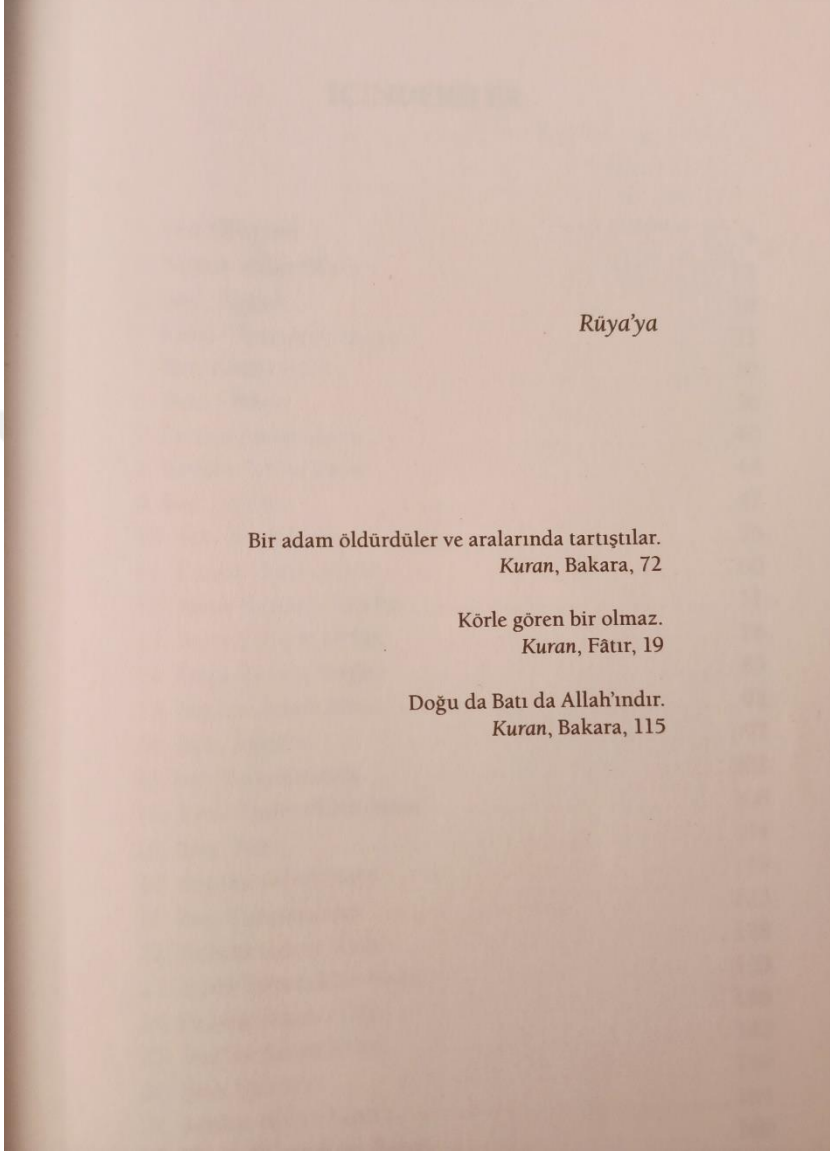 Rüya'ya
Bir adam öldürdüler ve aralarında tartıştılar.
Kuran, Bakara, 72
Körle gören bir olmaz.
Kuran, Fâtır, 19
Doğu da Batı da Allah'ındır.
Kuran, Bakara, 115